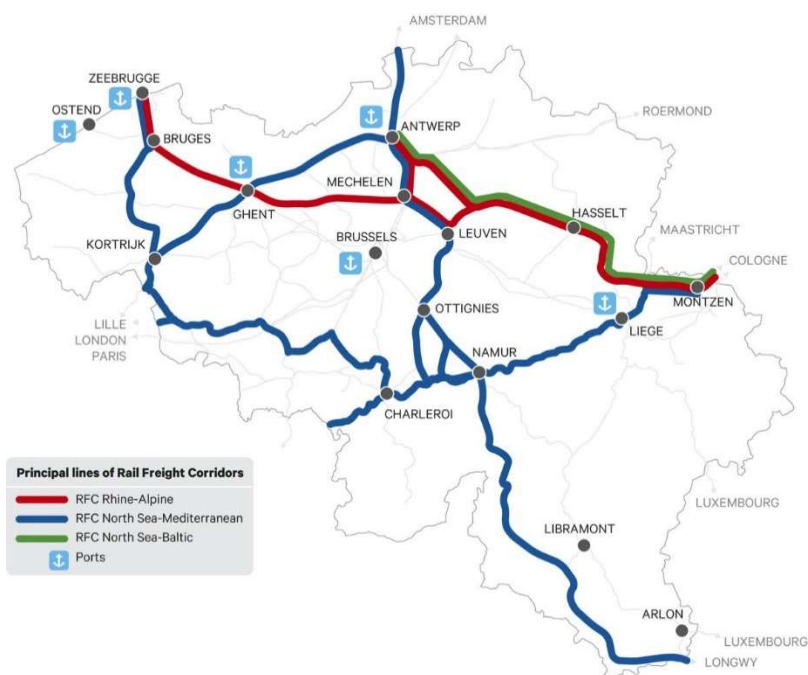 AMSTERDAM
ZEEBRUGGE
OSTEND
ROERMOND
ANTWERP
BRUGES
MECHELEN
HASSELT
GHENT
MAASTRICHT
LEUVEN
BRUSSELS
KORTRIJK
COLOGNE
MONTZEN
OTTIGNIES
LILLE
LONDON
PARIS
LIEGE
NAMUR
CHARLEROI
Principal lines of Rail Freight Corridors
RFC Rhine-Alpine
RFC North Sea-Mediterranean
RFC North Sea-Baltic
Ports
LUXEMBOURG
LIBRAMONT
ARLON
LUXEMBOURG
LONGWY